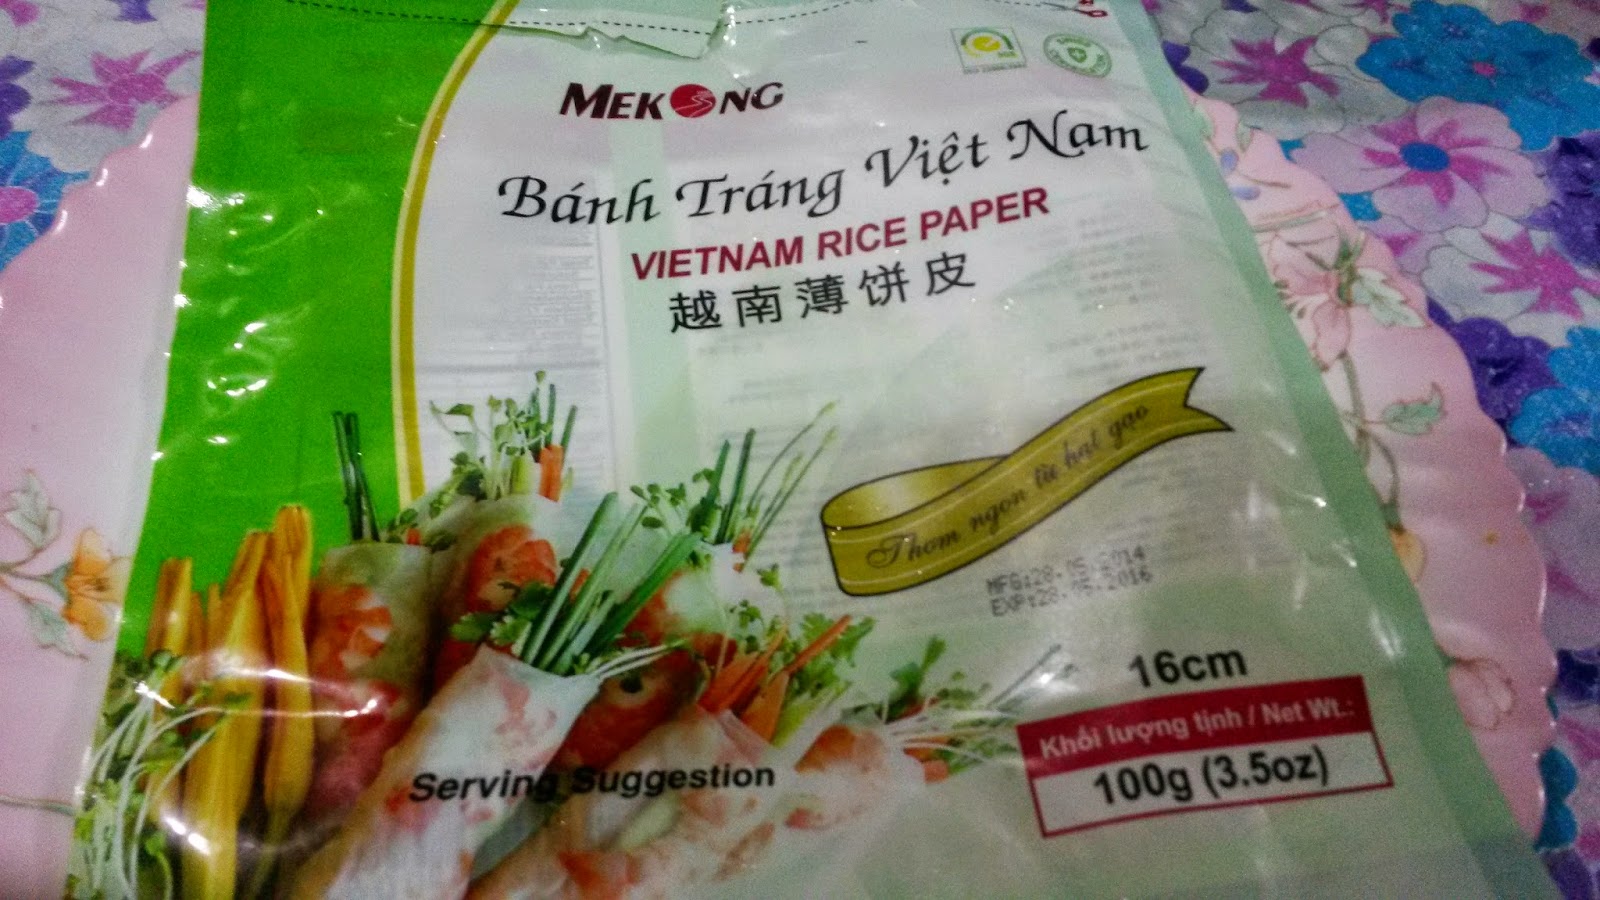 MEKONG
Bánh Tráng Việt Nam
VIETNAM RICE PAPER
越南薄饼皮
Thơm ngon từ hạt gạo
MFG:28.05.2014
EXP:28.05.2016
16cm
Khối lượng tịnh / Net Wt.:
100g (3.5oz)
Serving Suggestion